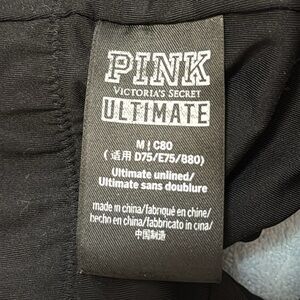 PINK
VICTORIA'S SECRET
ULTIMATE
M | C80
(适用 D75/E75/B80)
Ultimate unlined/
Ultimate sans doublure
made in china/fabriqué en chine/
hecho en china/fabbricato in cina/
中国制造